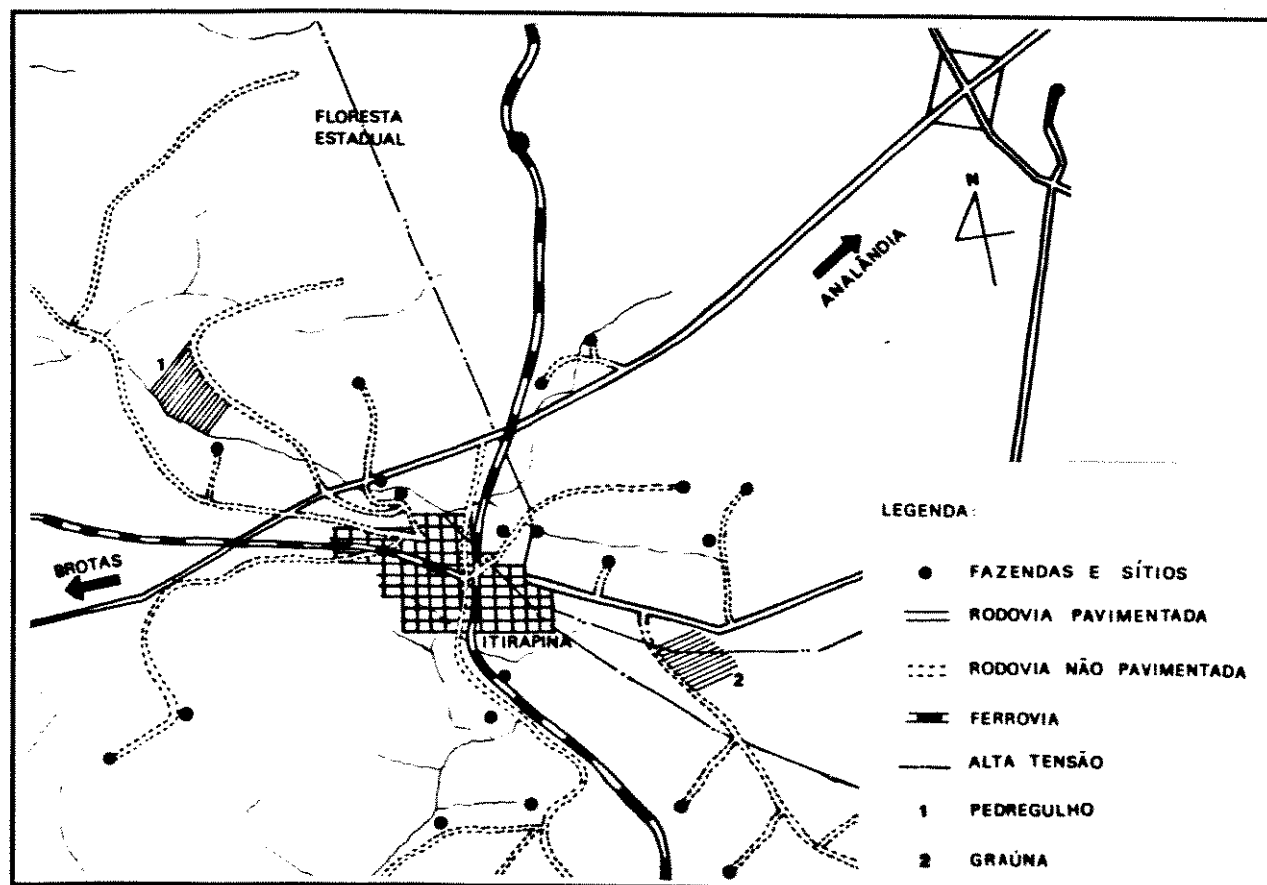 FLORESTA
ESTADUAL
N
ANALÂNDIA
1
BROTAS
ITIRAPINA
2
LEGENDA:
FAZENDAS E SÍTIOS
RODOVIA PAVIMENTADA
RODOVIA NÃO PAVIMENTADA
FERROVIA
ALTA TENSÃO
1 PEDREGULHO
2 GRAÚNA